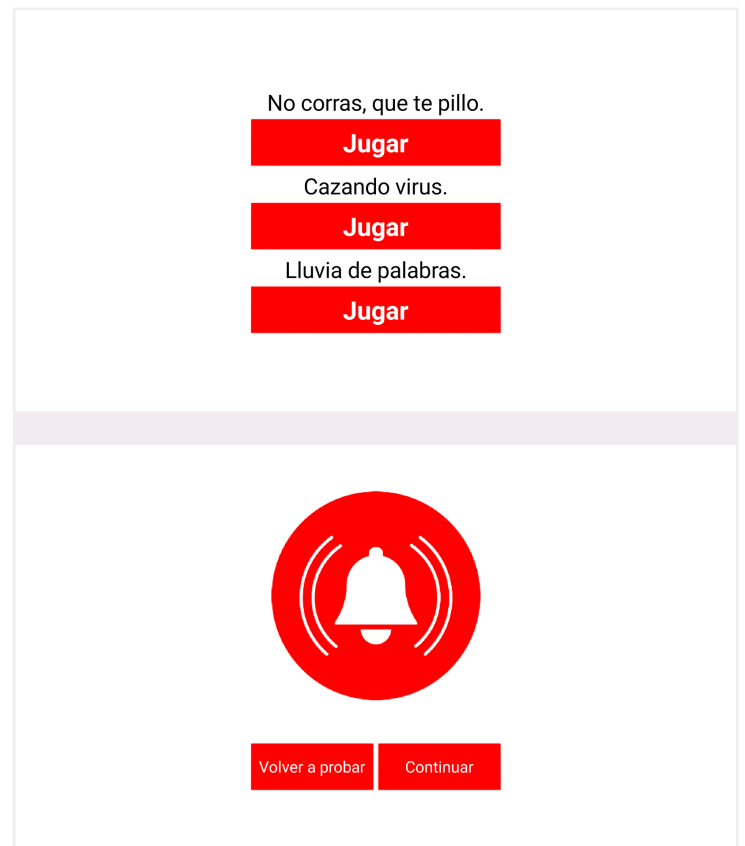 No corras, que te pillo.
Jugar
Cazando virus.
Jugar
Lluvia de palabras.
Jugar
Volver a probar
Continuar